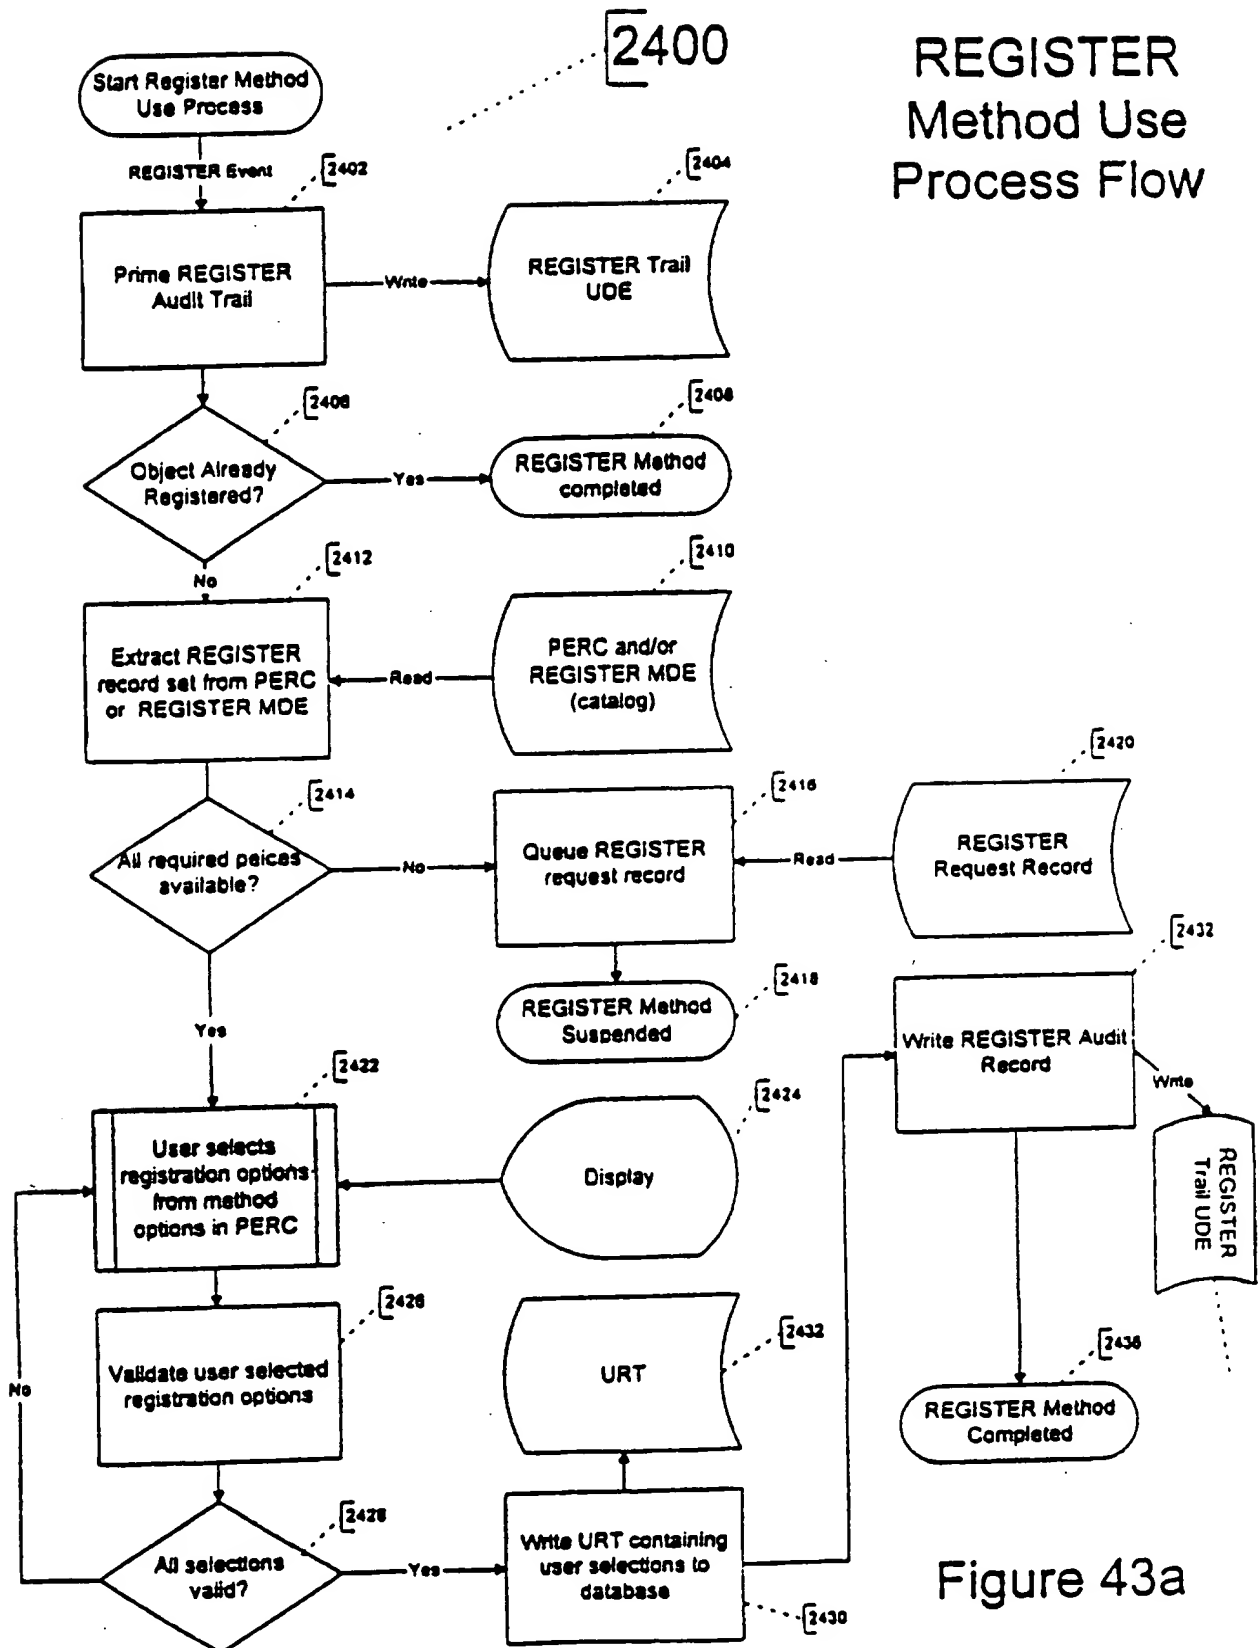 2400
REGISTER
Method Use
Process Flow
Start Register Method
Use Process
REGISTER Event
2402
2404
Prime REGISTER
Audit Trail
Write
REGISTER Trail
UDE
2406
2408
Object Already
Registered?
Yes
REGISTER Method
completed
No
2412
2410
Extract REGISTER
record set from PERC
or REGISTER MDE
Read
PERC and/or
REGISTER MDE
(catalog)
2420
2414
2416
All required peices
available?
No
Queue REGISTER
request record
Read
REGISTER
Request Record
2432
2418
REGISTER Method
Suspended
Yes
Write REGISTER Audit
Record
Write
2422
2424
User selects
registration options
from method
options in PERC
Display
REGISTER
Trail UDE
2426
2432
Validate user selected
registration options
URT
No
2436
REGISTER Method
Completed
2428
All selections
valid?
Yes
Write URT containing
user selections to
database
2430
Figure 43a